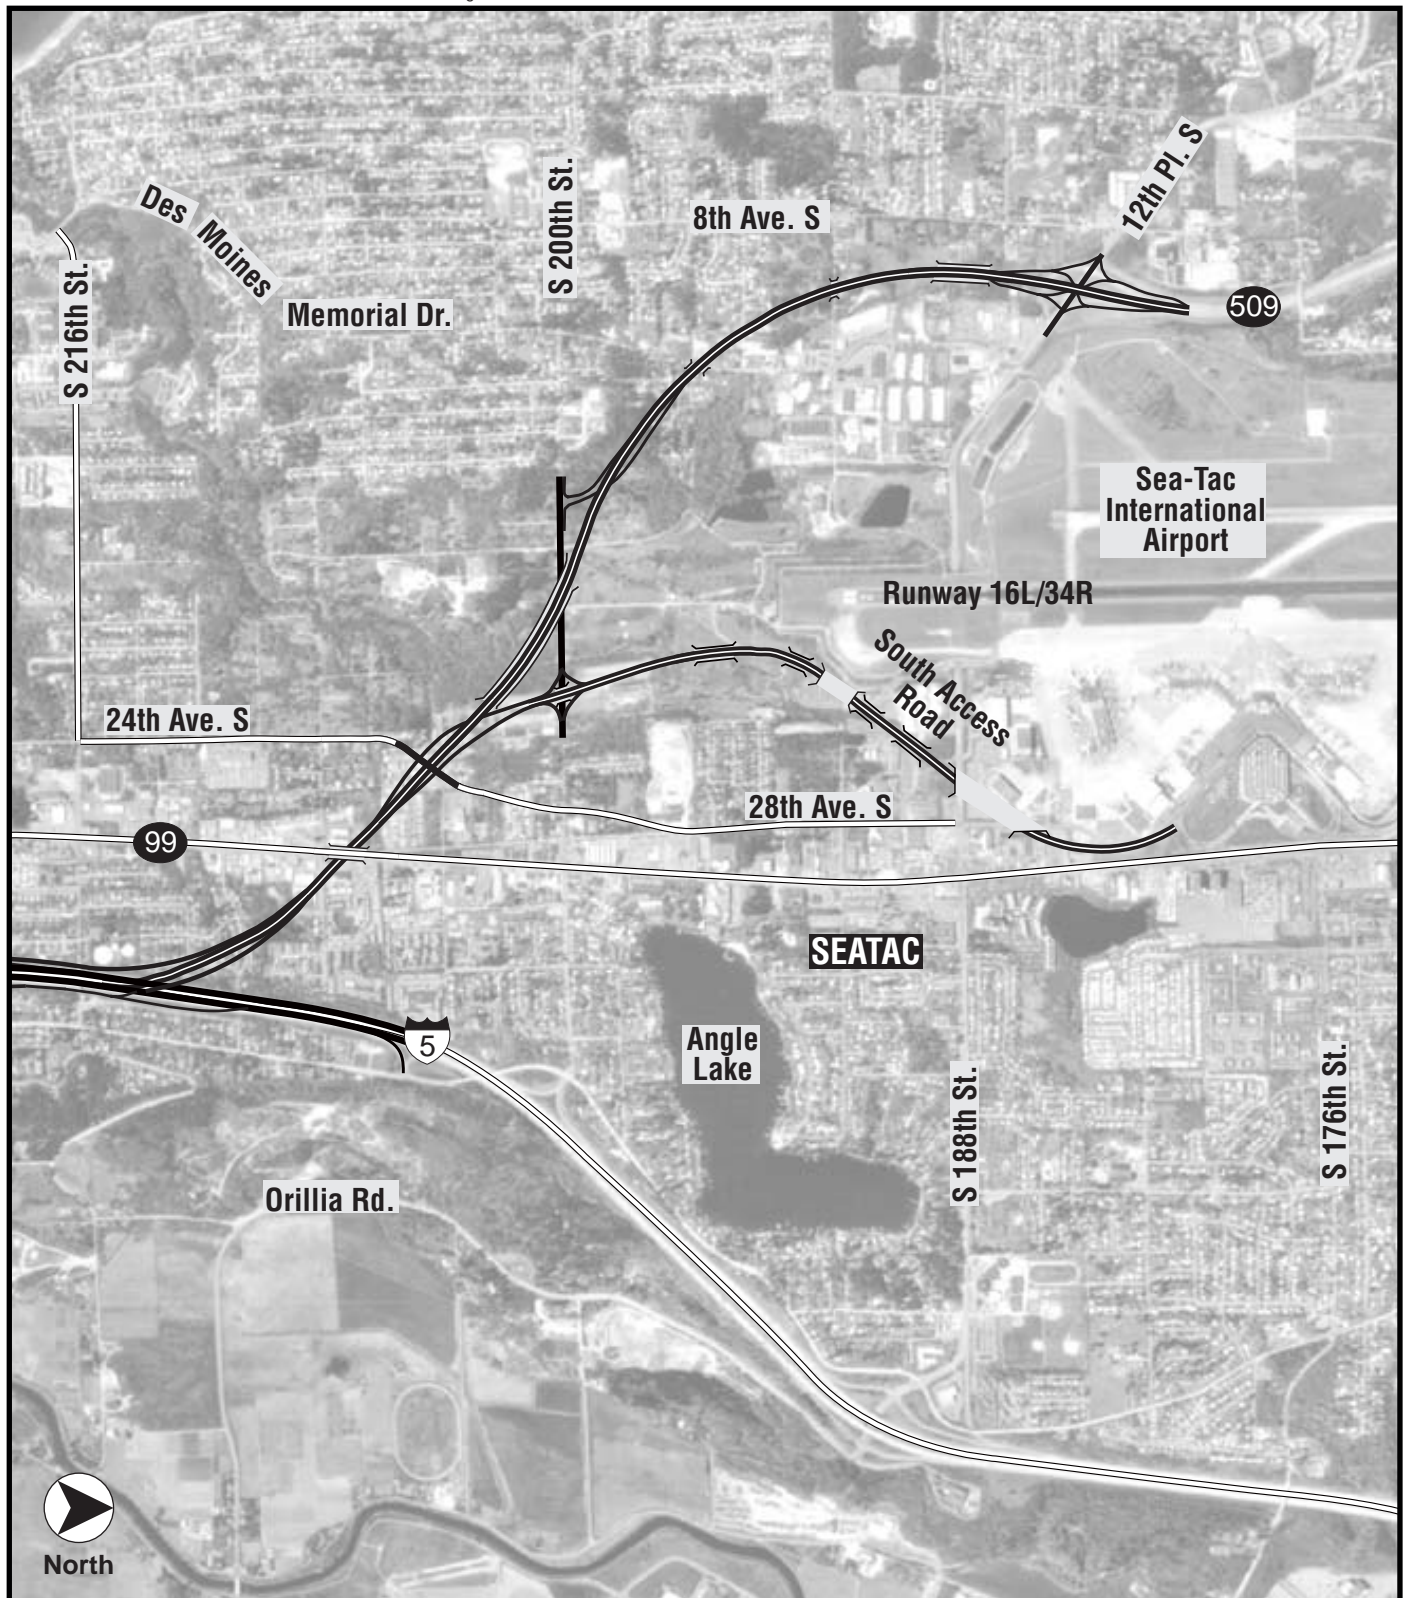 12th Pl. S
S 200th St.
8th Ave. S
Des Moines
Memorial Dr.
S 216th St.
509
Sea-Tac
International
Airport
Runway 16L/34R
South Access
Road
24th Ave. S
28th Ave. S
99
SEATAC
5
Angle
Lake
S 188th St.
S 176th St.
Orillia Rd.
North